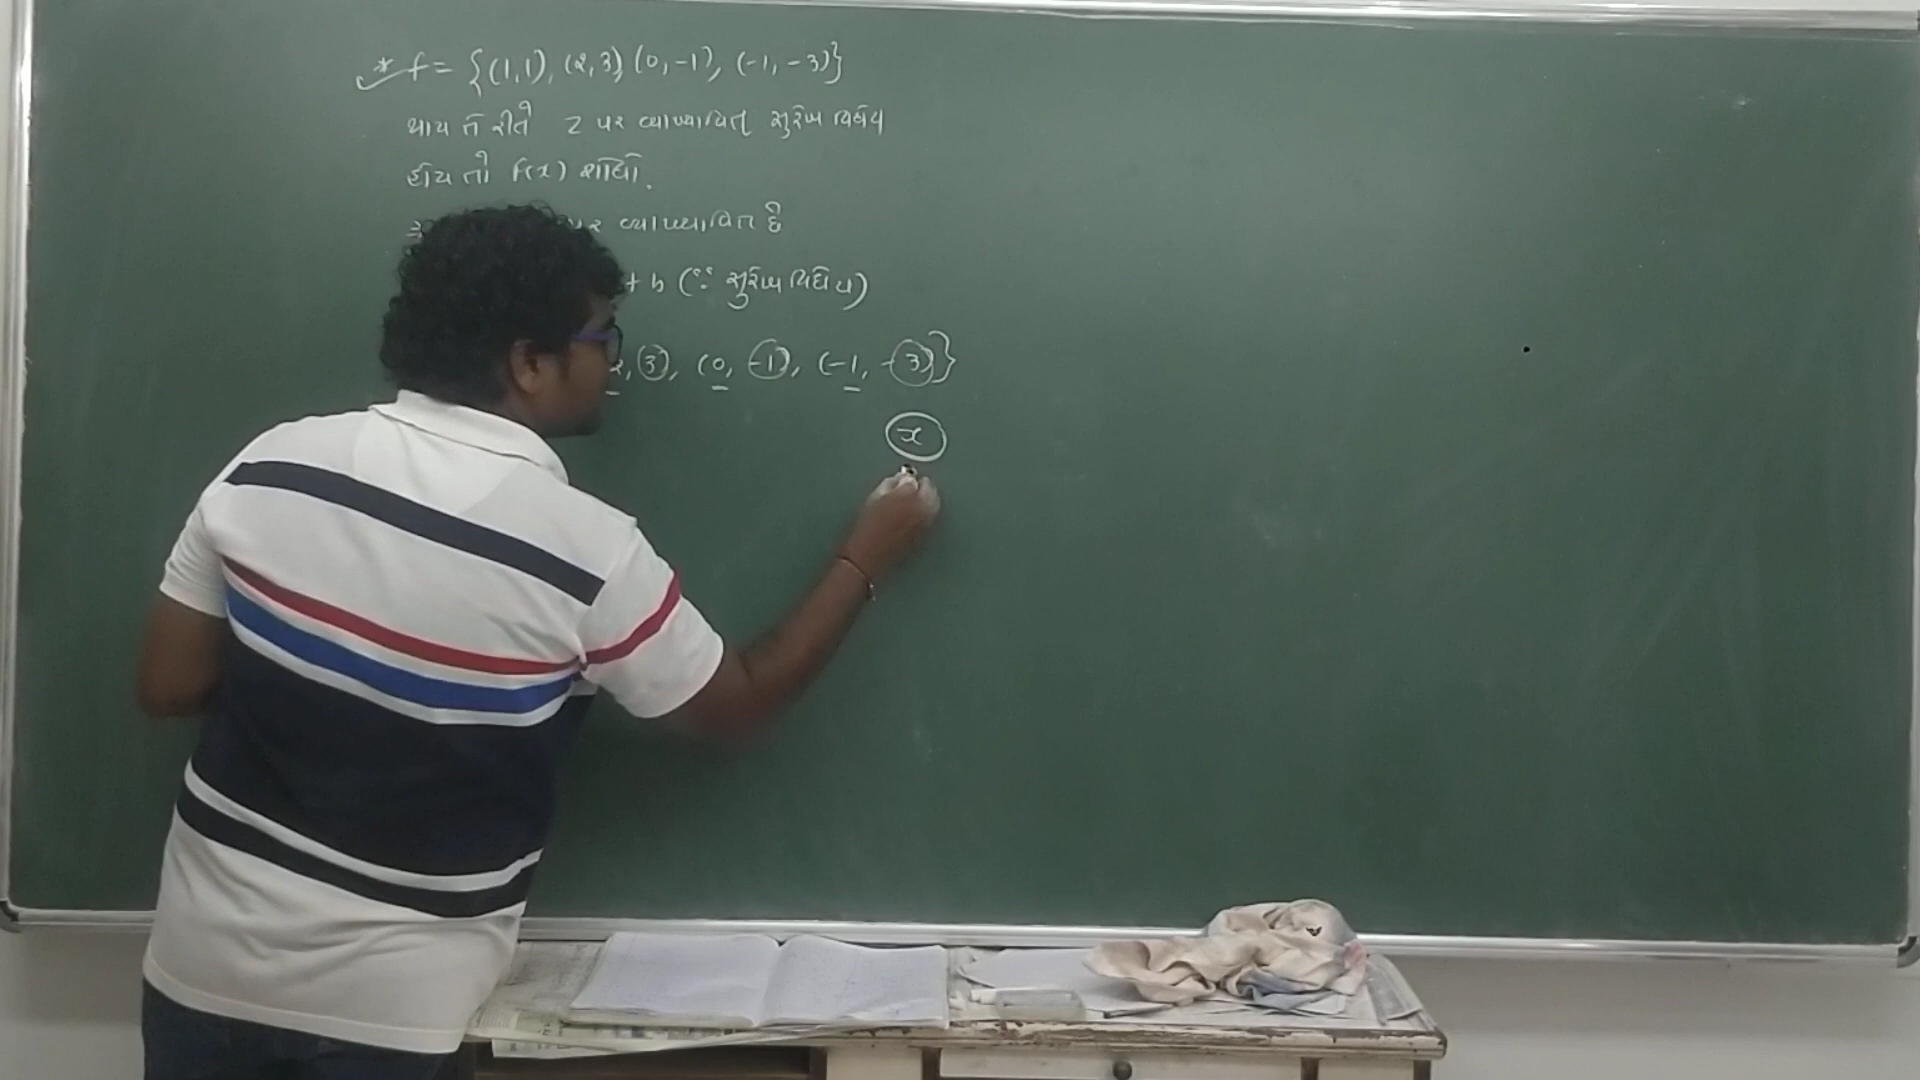 * f = {(1,1), (2,3), (0,-1), (-1,-3)}
થાય તે રીતે Z પર વ્યાખ્યાયિત સુરેખ વિધેય
હોય તો f(x) શોધો.
પર વ્યાખ્યાયિત છે
+ b (∵ સુરેખ વિધેય)
2, 3), (0, -1), (-1, -3)}
x